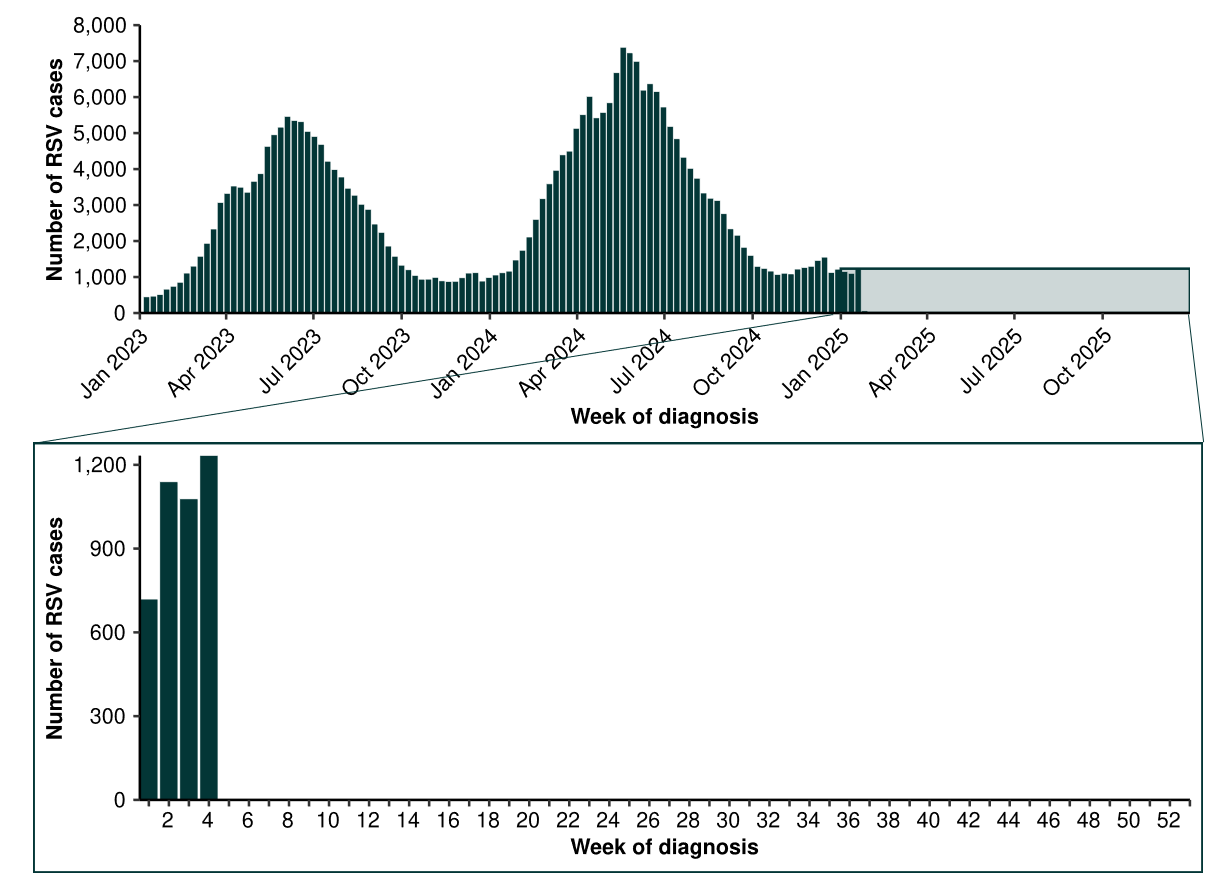 8,000
7,000
6,000
5,000
4,000
3,000
2,000
1,000
0
Number of RSV cases
Jan 2023
Apr 2023
Jul 2023
Oct 2023
Jan 2024
Apr 2024
Jul 2024
Oct 2024
Jan 2025
Apr 2025
Jul 2025
Oct 2025
Week of diagnosis
1,200
900
600
300
0
Number of RSV cases
2 4 6 8 10 12 14 16 18 20 22 24 26 28 30 32 34 36 38 40 42 44 46 48 50 52
Week of diagnosis